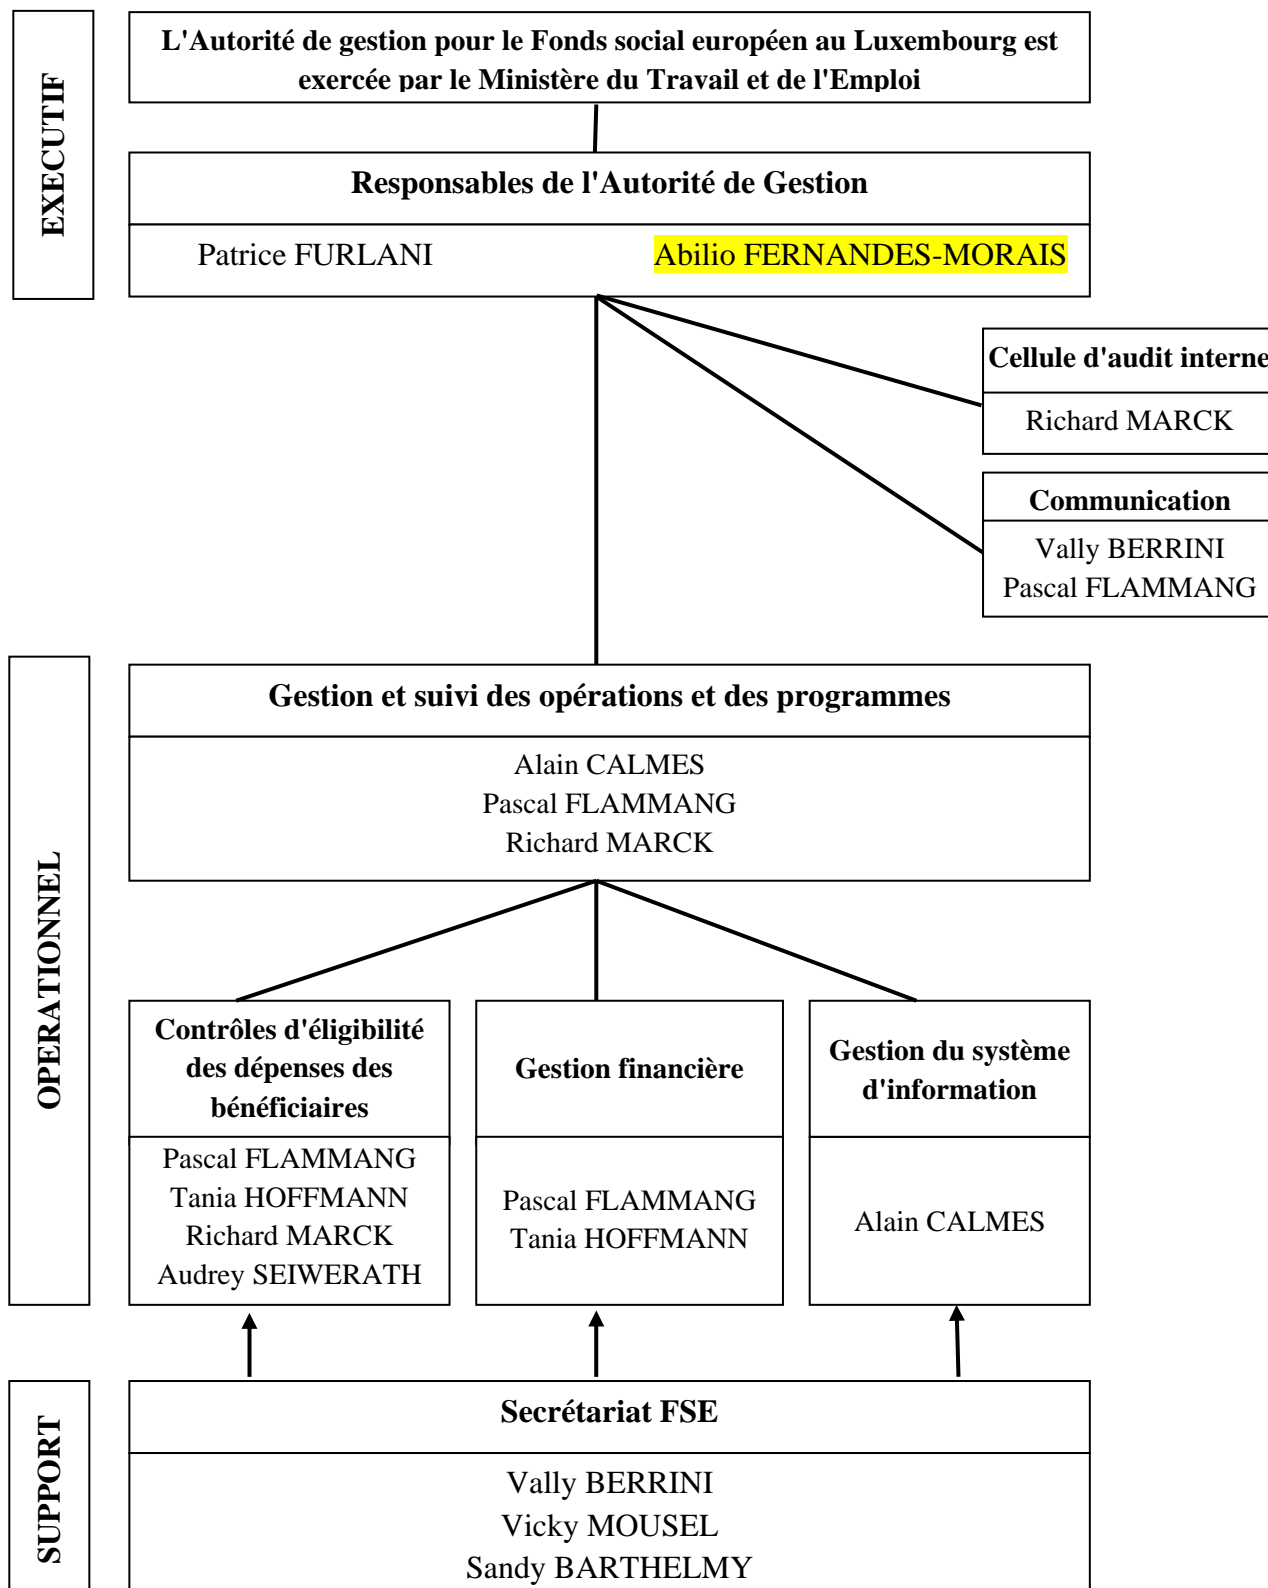 EXECUTIF
L'Autorité de gestion pour le Fonds social européen au Luxembourg est
exercée par le Ministère du Travail et de l'Emploi
Responsables de l'Autorité de Gestion
Patrice FURLANI
Abilio FERNANDES-MORAIS
Cellule d'audit interne
Richard MARCK
Communication
Vally BERRINI
Pascal FLAMMANG
OPERATIONNEL
Gestion et suivi des opérations et des programmes
Alain CALMES
Pascal FLAMMANG
Richard MARCK
Contrôles d'éligibilité
des dépenses des
bénéficiaires
Pascal FLAMMANG
Tania HOFFMANN
Richard MARCK
Audrey SEIWERATH
Gestion financière
Pascal FLAMMANG
Tania HOFFMANN
Gestion du système
d'information
Alain CALMES
SUPPORT
Secrétariat FSE
Vally BERRINI
Vicky MOUSEL
Sandy BARTHELMY